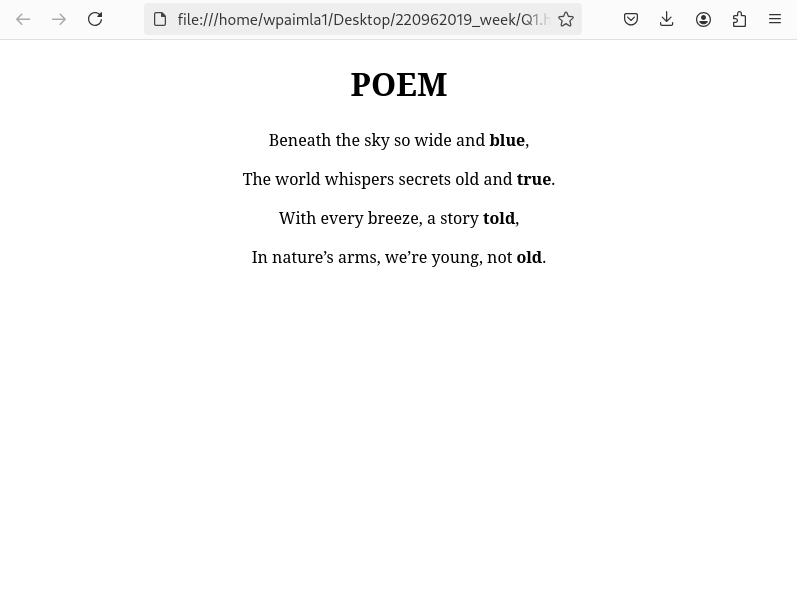 file:///home/wpaimla1/Desktop/220962019_week/Q1.h
POEM
Beneath the sky so wide and blue,
The world whispers secrets old and true.
With every breeze, a story told,
In nature’s arms, we’re young, not old.